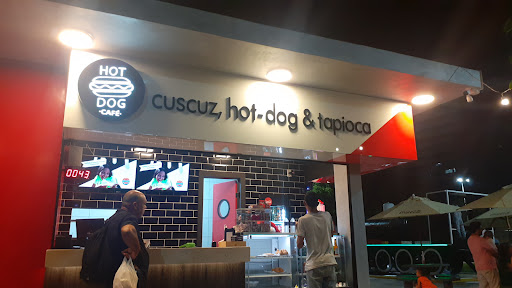 HOT
DOG
-CAFÉ-
cuscuz, hot-dog & tapioca
0043